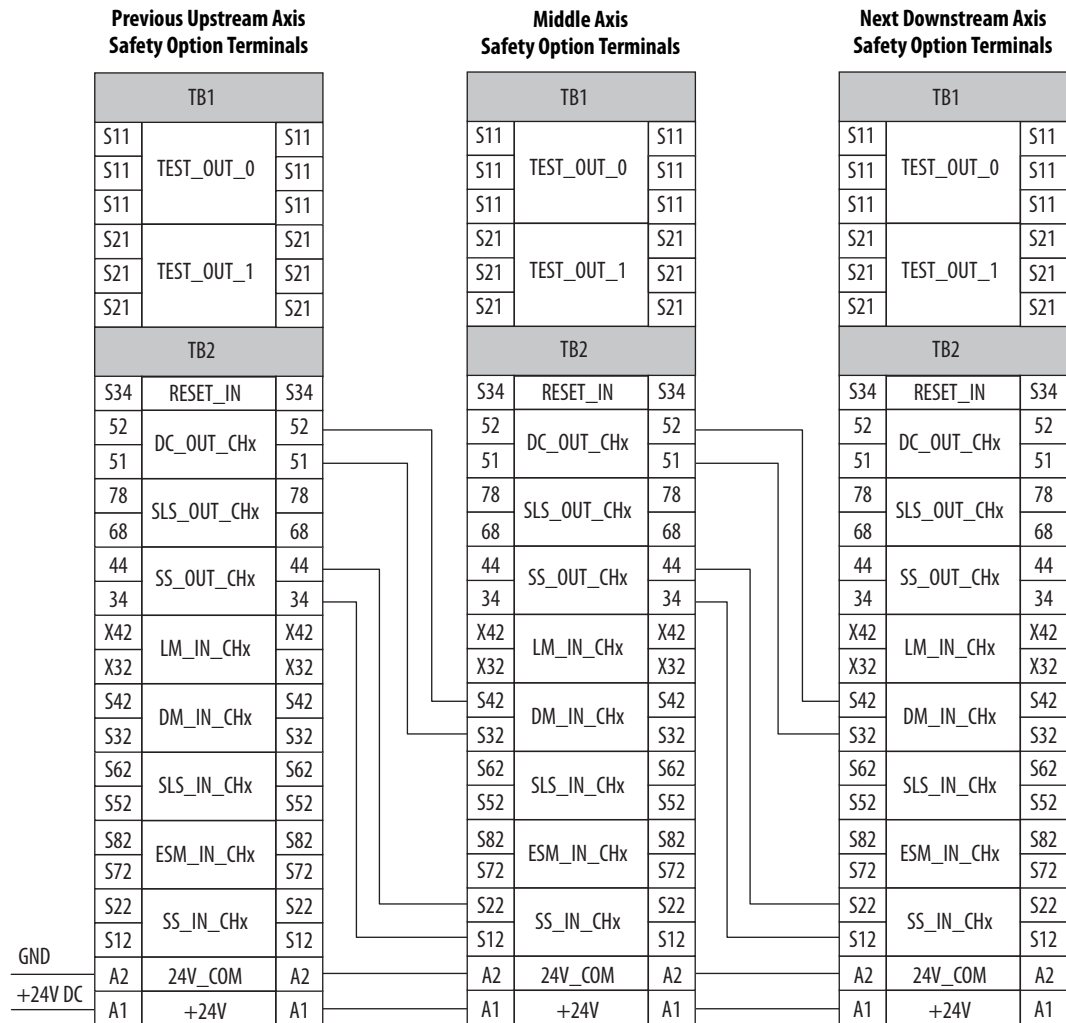 Previous Upstream Axis
Safety Option Terminals
Middle Axis
Safety Option Terminals
Next Downstream Axis
Safety Option Terminals
TB1 TB1 TB1
S11 S11 S11 S11 S11 S11
S11 TEST_OUT_0 S11 S11 TEST_OUT_0 S11 S11 TEST_OUT_0 S11
S11 S11 S11 S11 S11 S11
S21 S21 S21 S21 S21 S21
S21 TEST_OUT_1 S21 S21 TEST_OUT_1 S21 S21 TEST_OUT_1 S21
S21 S21 S21 S21 S21 S21
TB2 TB2 TB2
S34 RESET_IN S34 S34 RESET_IN S34 S34 RESET_IN S34
52 DC_OUT_CHx 52 52 DC_OUT_CHx 52 52 DC_OUT_CHx 52
51 51 51 51 51 51
78 SLS_OUT_CHx 78 78 SLS_OUT_CHx 78 78 SLS_OUT_CHx 78
68 68 68 68 68 68
44 SS_OUT_CHx 44 44 SS_OUT_CHx 44 44 SS_OUT_CHx 44
34 34 34 34 34 34
X42 LM_IN_CHx X42 X42 LM_IN_CHx X42 X42 LM_IN_CHx X42
X32 X32 X32 X32 X32 X32
S42 DM_IN_CHx S42 S42 DM_IN_CHx S42 S42 DM_IN_CHx S42
S32 S32 S32 S32 S32 S32
S62 SLS_IN_CHx S62 S62 SLS_IN_CHx S62 S62 SLS_IN_CHx S62
S52 S52 S52 S52 S52 S52
S82 ESM_IN_CHx S82 S82 ESM_IN_CHx S82 S82 ESM_IN_CHx S82
S72 S72 S72 S72 S72 S72
S22 SS_IN_CHx S22 S22 SS_IN_CHx S22 S22 SS_IN_CHx S22
S12 S12 S12 S12 S12 S12
GND
A2 24V_COM A2 A2 24V_COM A2 A2 24V_COM A2
+24V DC
A1 +24V A1 A1 +24V A1 A1 +24V A1